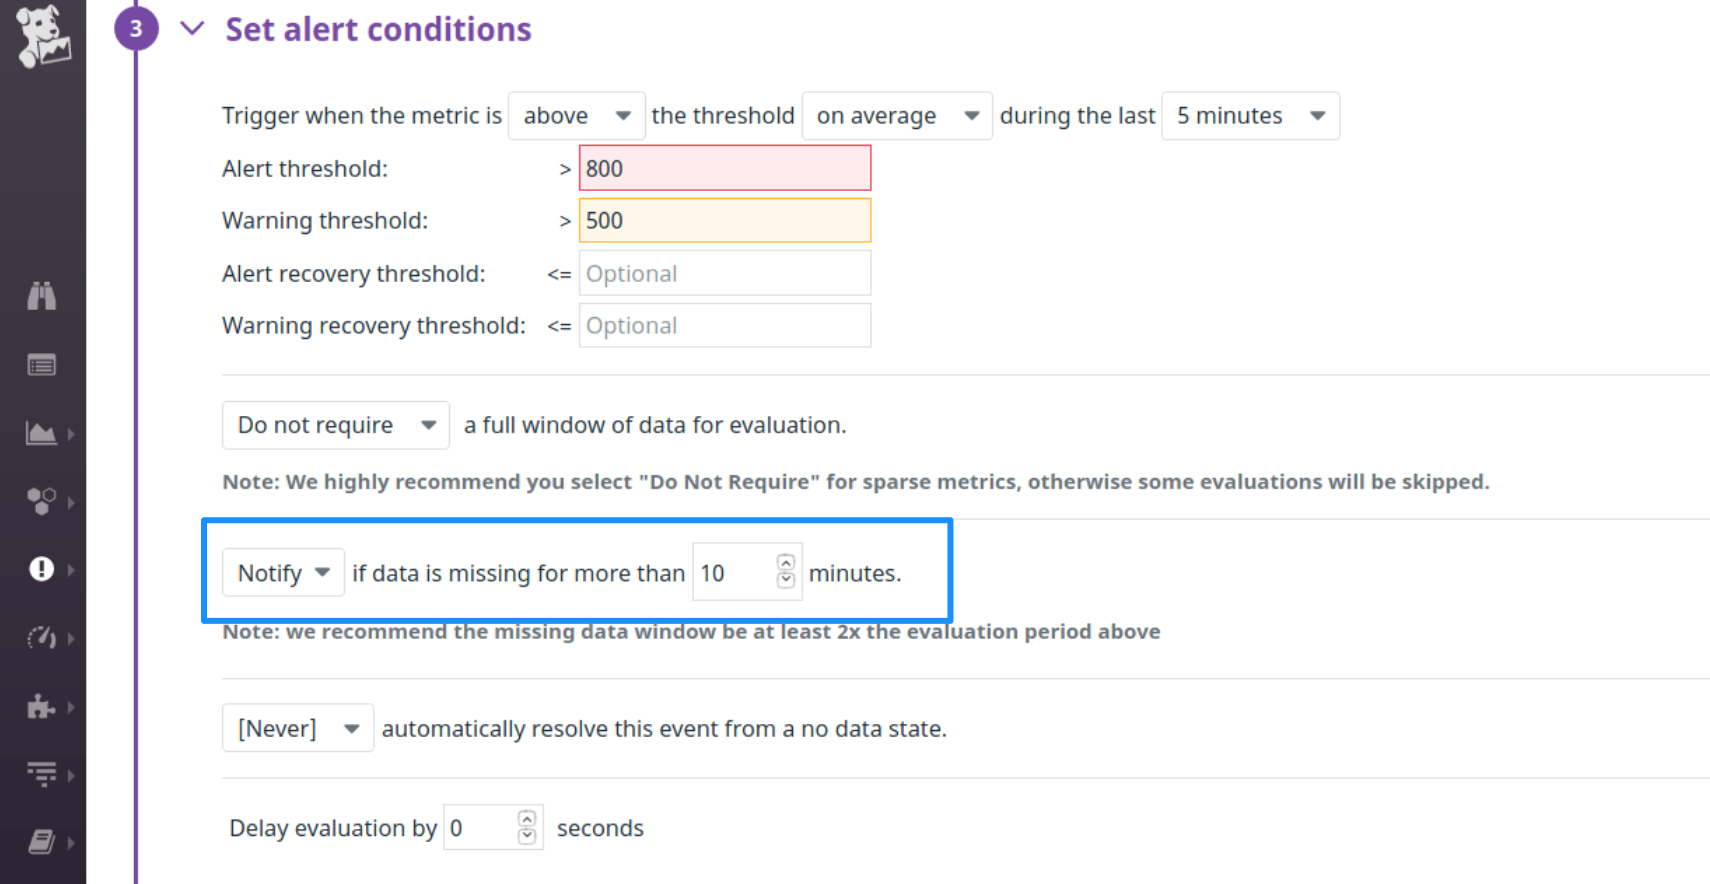 3 Set alert conditions
Trigger when the metric is above the threshold on average during the last 5 minutes
Alert threshold: > 800
Warning threshold: > 500
Alert recovery threshold: <= Optional
Warning recovery threshold: <= Optional
Do not require a full window of data for evaluation.
Note: We highly recommend you select "Do Not Require" for sparse metrics, otherwise some evaluations will be skipped.
Notify if data is missing for more than 10 minutes.
Note: we recommend the missing data window be at least 2x the evaluation period above
[Never] automatically resolve this event from a no data state.
Delay evaluation by 0 seconds